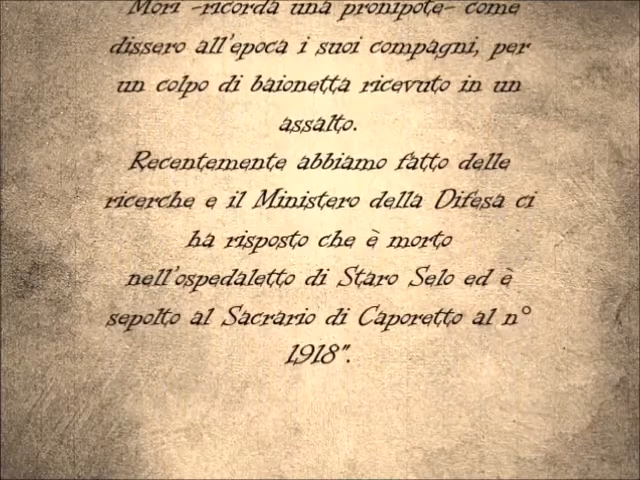 Morì -ricorda una pronipote- come
dissero all'epoca i suoi compagni, per
un colpo di baionetta ricevuto in un
assalto.
Recentemente abbiamo fatto delle
ricerche e il Ministero della Difesa ci
ha risposto che è morto
nell'ospedaletto di Staro Selo ed è
sepolto al Sacrario di Caporetto al n°
1918".